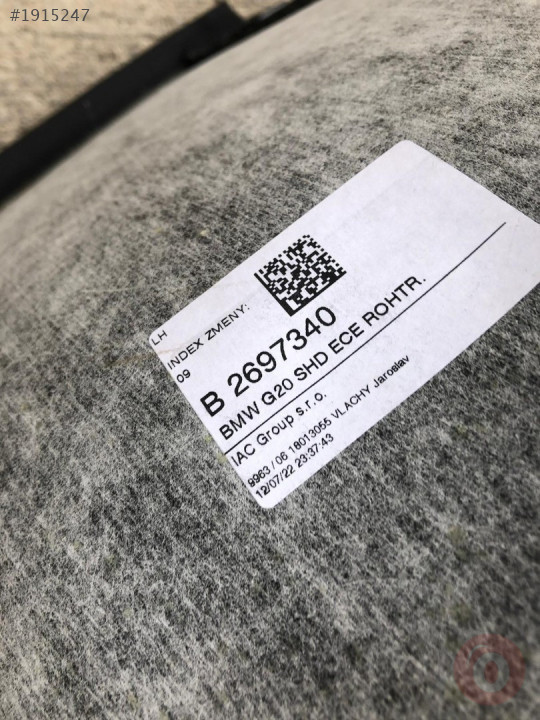 #1915247
LH
INDEX ZMENY:
09
B 2697340
BMW G20 SHD ECE ROHTR.
IAC Group s.r.o.
9963 / 06 18013055 VLACHY Jaroslav
12/07/22 23:37:43